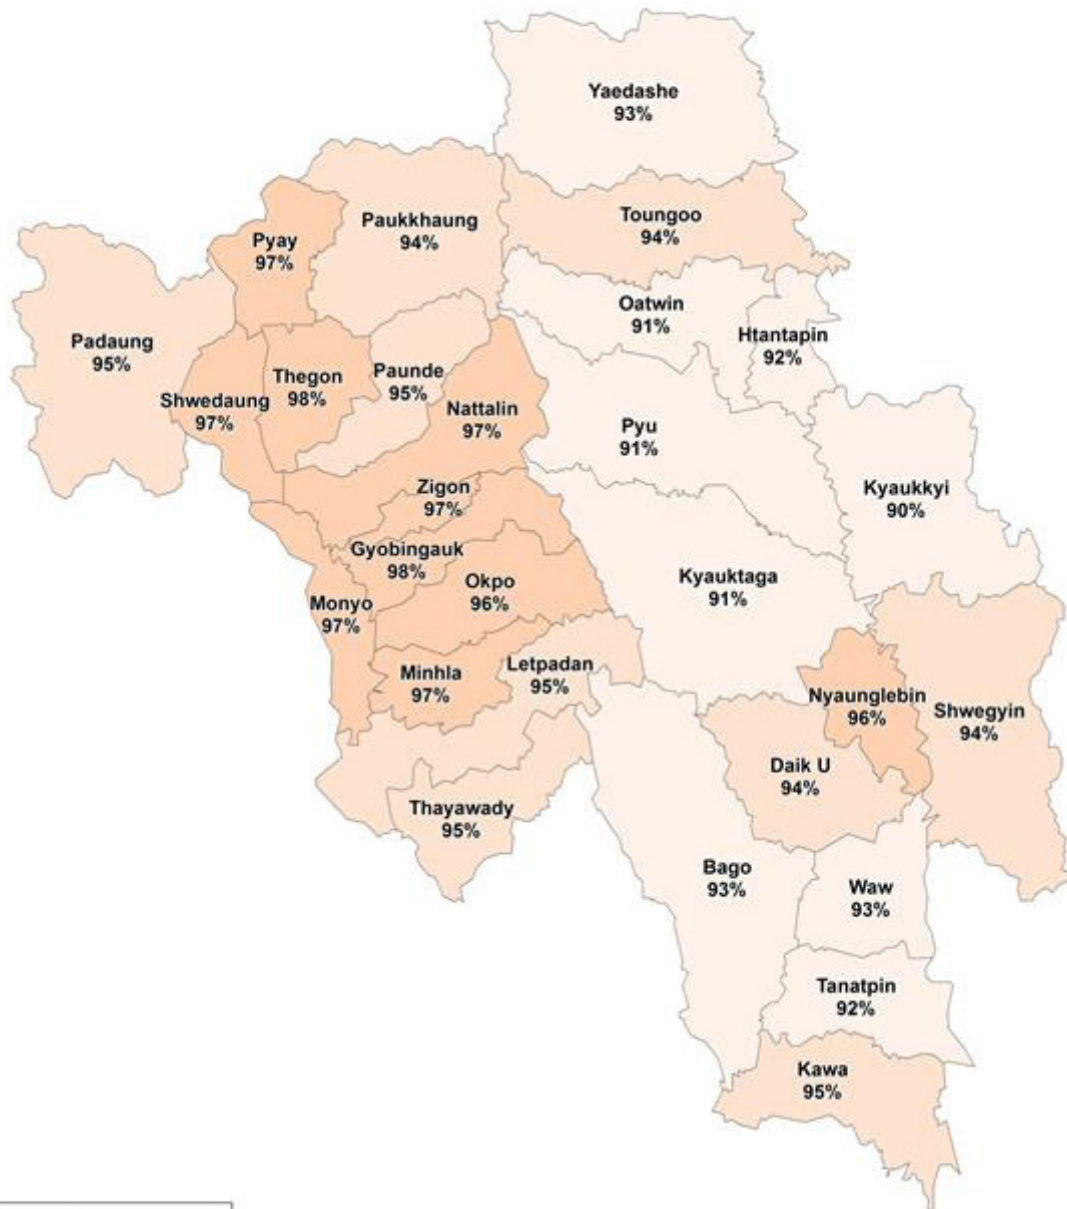 Yaedashe
93%
Paukkhaung
94%
Toungoo
94%
Pyay
97%
Oatwin
91%
Htantapin
92%
Padaung
95%
Paunde
95%
Thegon
98%
Shwedaung
97%
Nattalin
97%
Pyu
91%
Kyaukkyi
90%
Zigon
97%
Gyobingauk
98%
Okpo
96%
Kyauktaga
91%
Monyo
97%
Minhla
97%
Letpadan
95%
Nyaunglebin
96%
Shwegyin
94%
Daik U
94%
Thayawady
95%
Bago
93%
Waw
93%
Tanatpin
92%
Kawa
95%